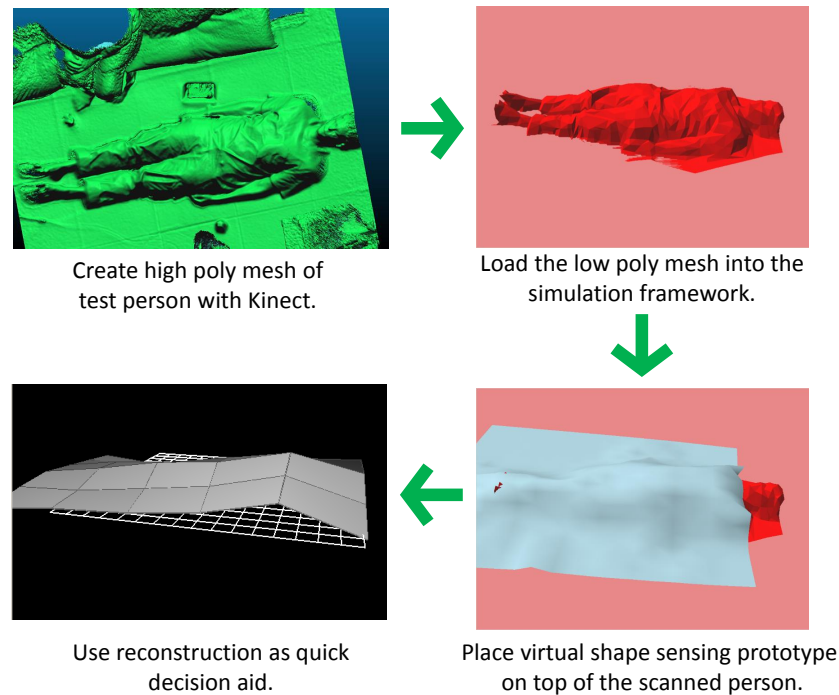 Create high poly mesh of
test person with Kinect.
Load the low poly mesh into the
simulation framework.
Place virtual shape sensing prototype
on top of the scanned person.
Use reconstruction as quick
decision aid.